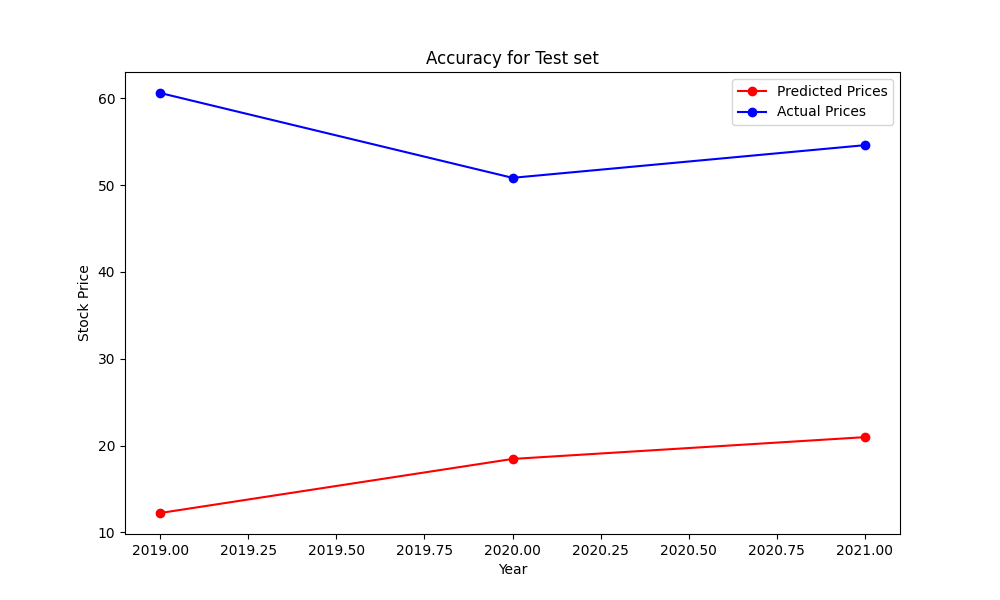 Accuracy for Test set
Predicted Prices
Actual Prices
60
50
40
30
20
10
Stock Price
2019.00 2019.25 2019.50 2019.75 2020.00 2020.25 2020.50 2020.75 2021.00
Year